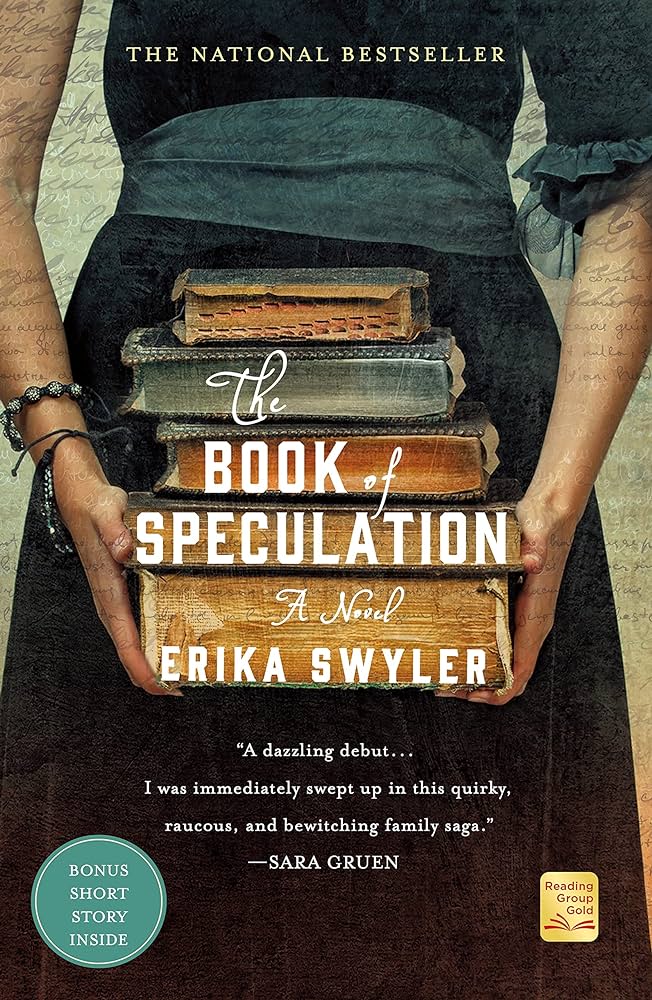 THE NATIONAL BESTSELLER
The
BOOK of
SPECULATION
A Novel
ERIKA SWYLER
“A dazzling debut...
I was immediately swept up in this quirky,
raucous, and bewitching family saga.”
—SARA GRUEN
BONUS
SHORT
STORY
INSIDE
Reading
Group
Gold